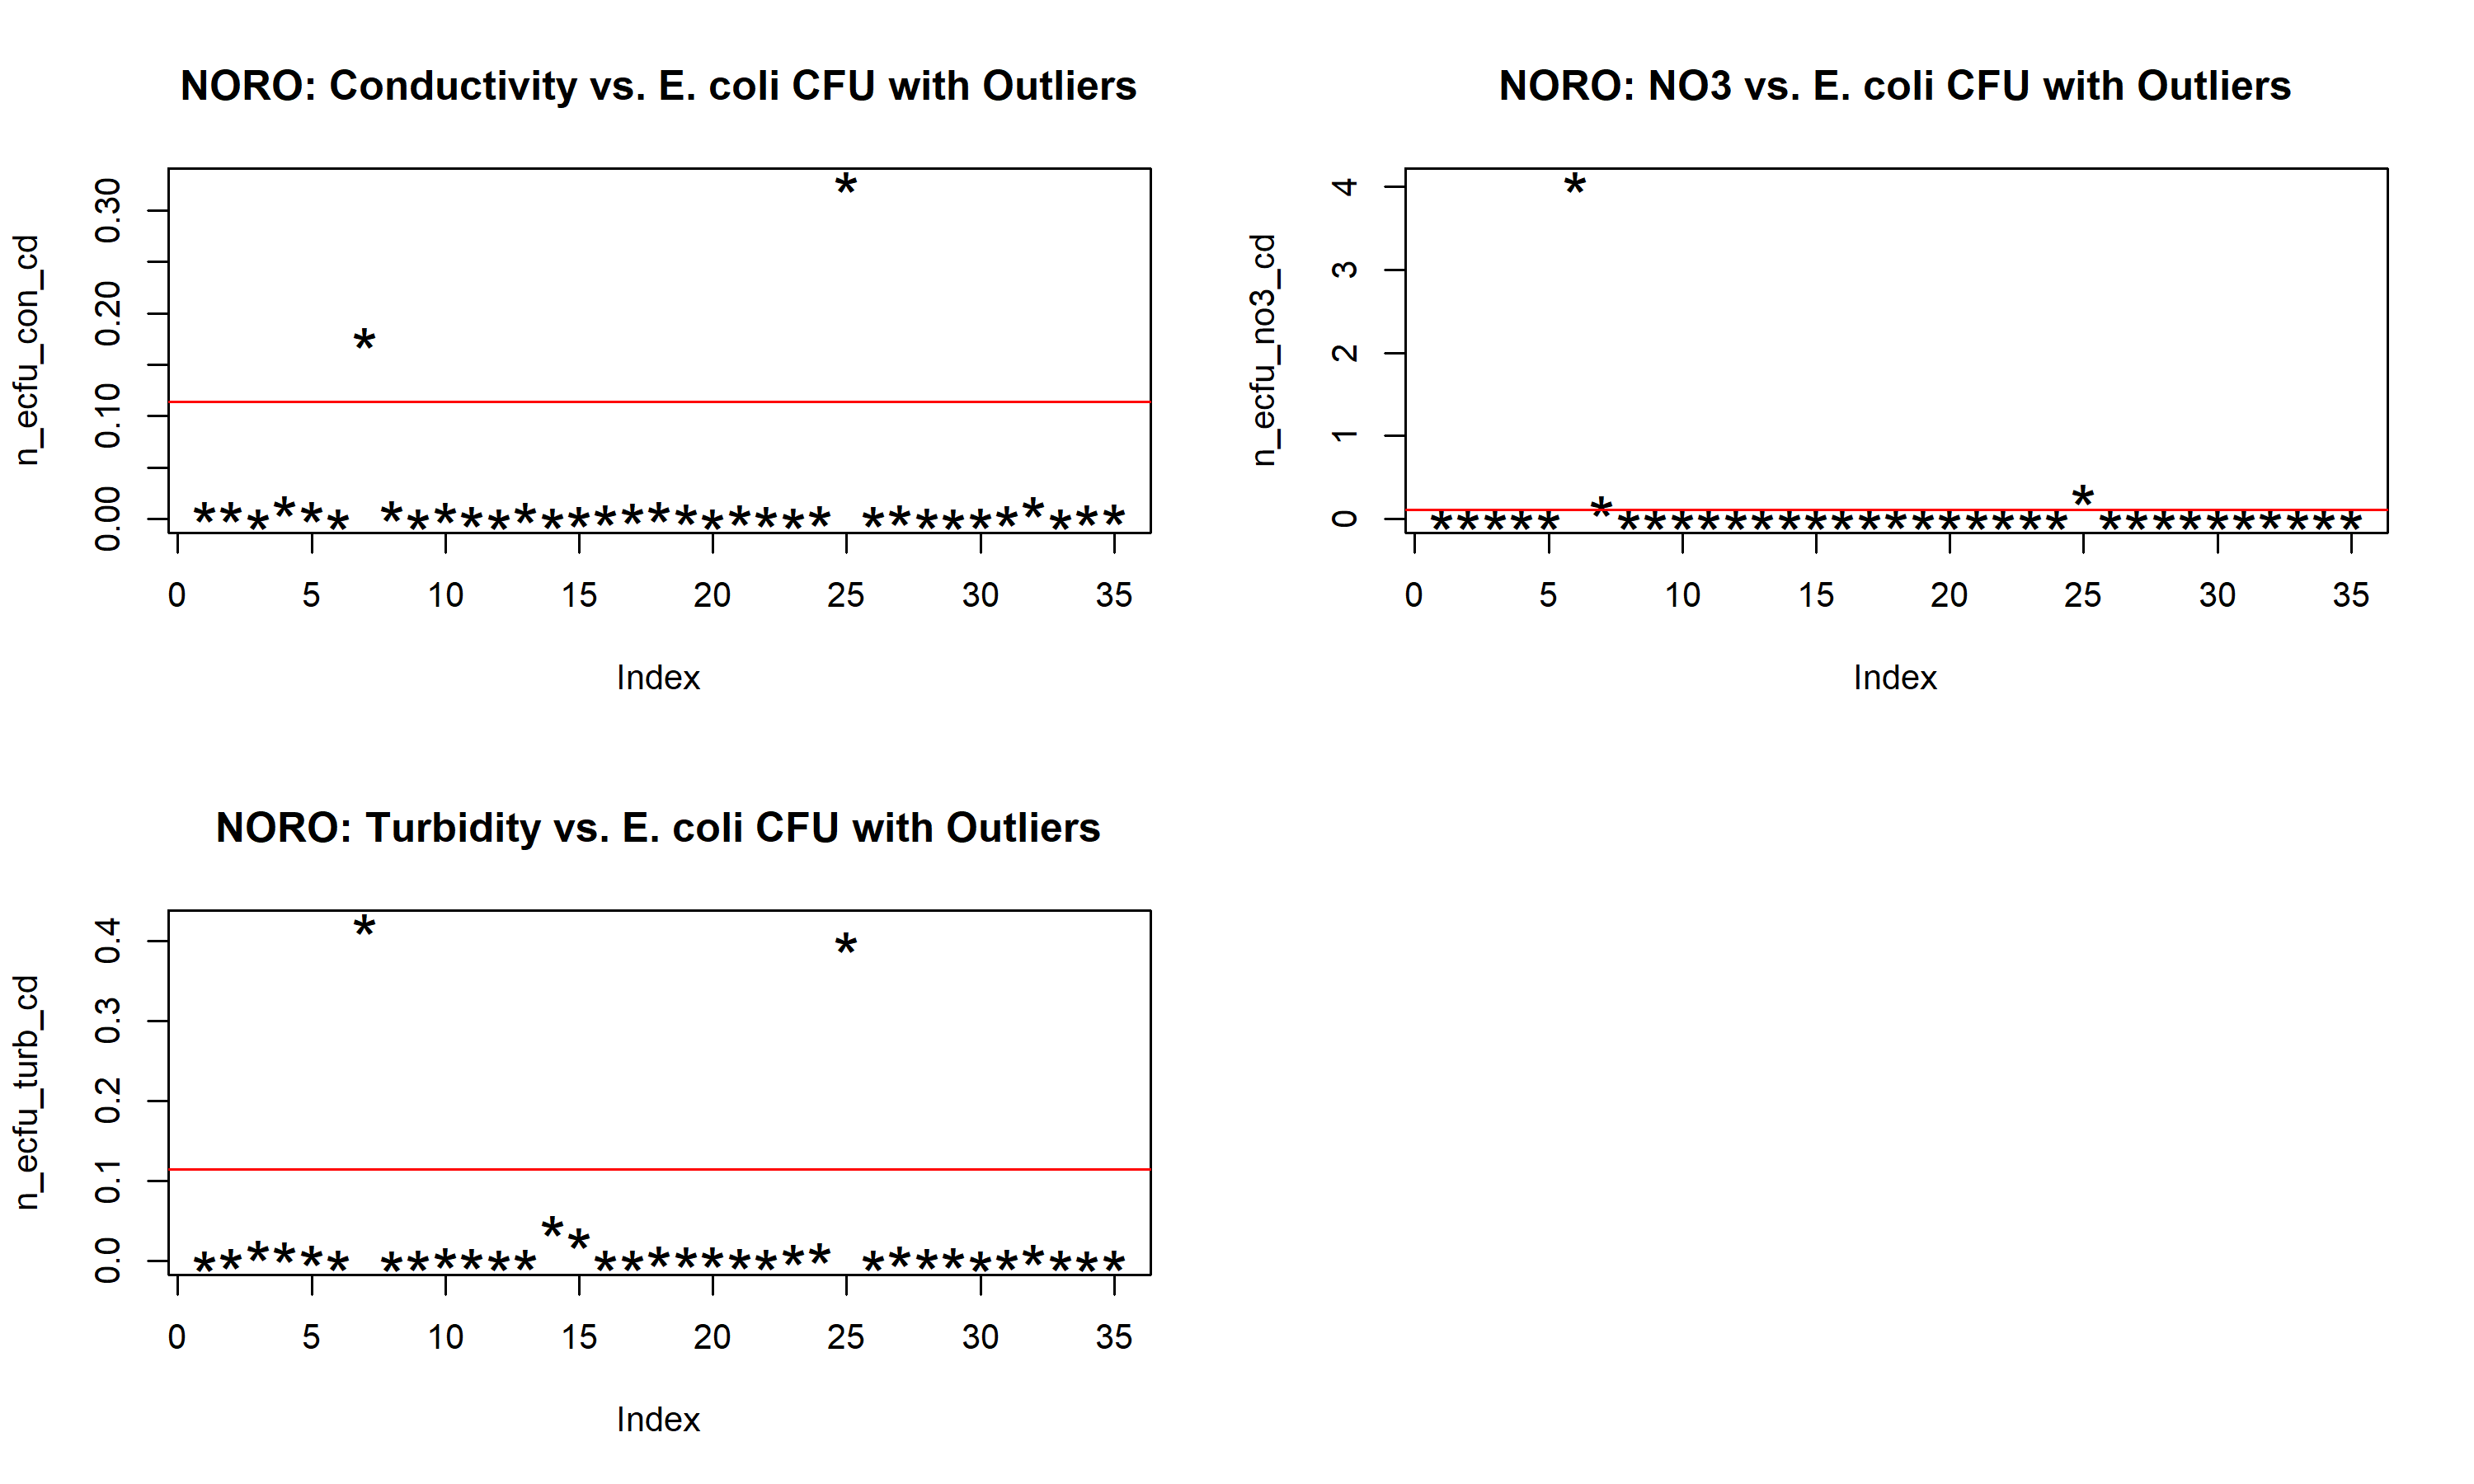 NORO: Conductivity vs. E. coli CFU with Outliers
n_ecfu_con_cd
0.00 0.10 0.20 0.30
0 5 10 15 20 25 30 35
Index
NORO: NO3 vs. E. coli CFU with Outliers
n_ecfu_no3_cd
0 1 2 3 4
0 5 10 15 20 25 30 35
Index
NORO: Turbidity vs. E. coli CFU with Outliers
n_ecfu_turb_cd
0.0 0.1 0.2 0.3 0.4
0 5 10 15 20 25 30 35
Index